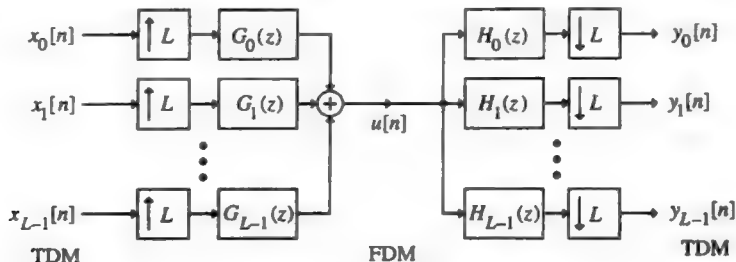 x_0[n] ↑ L G_0(z) H_0(z) ↓ L y_0[n]
x_1[n] ↑ L G_1(z) + u[n] H_1(z) ↓ L y_1[n]
x_{L-1}[n] ↑ L G_{L-1}(z) H_{L-1}(z) ↓ L y_{L-1}[n]
TDM FDM TDM